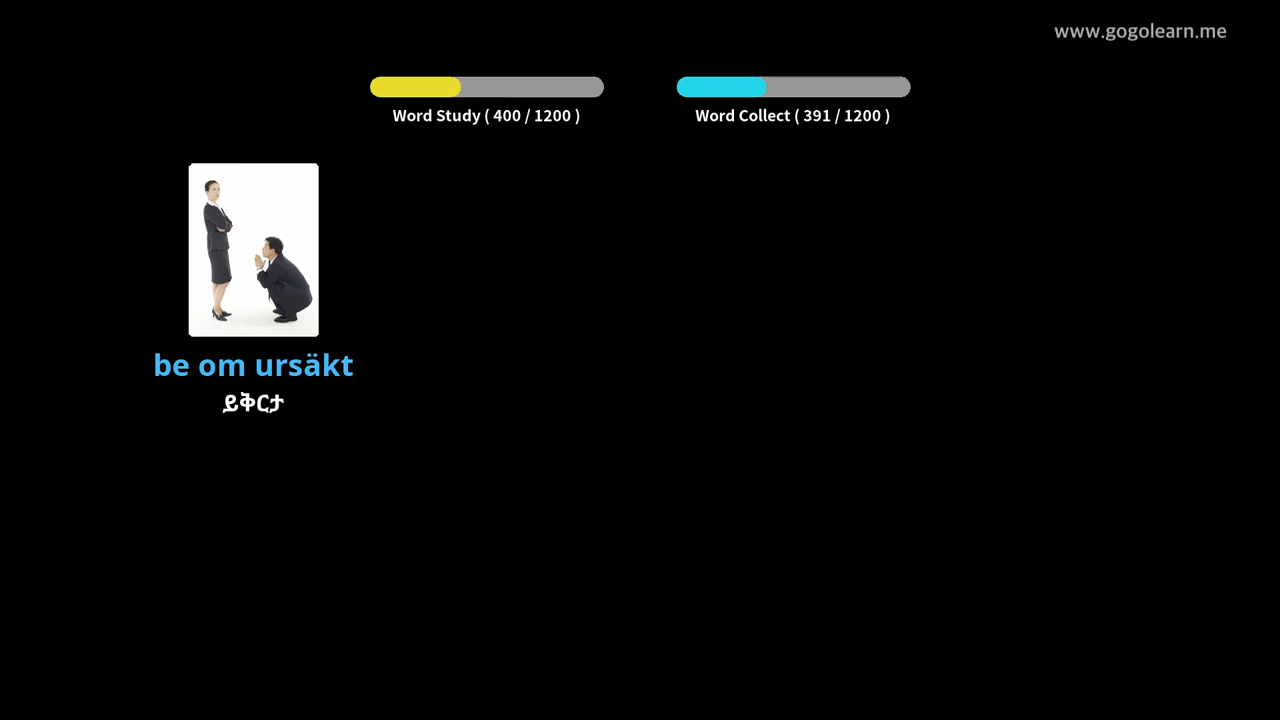 www.gogolearn.me
Word Study ( 400 / 1200 )
Word Collect ( 391 / 1200 )
be om ursäkt
ይቅርታ